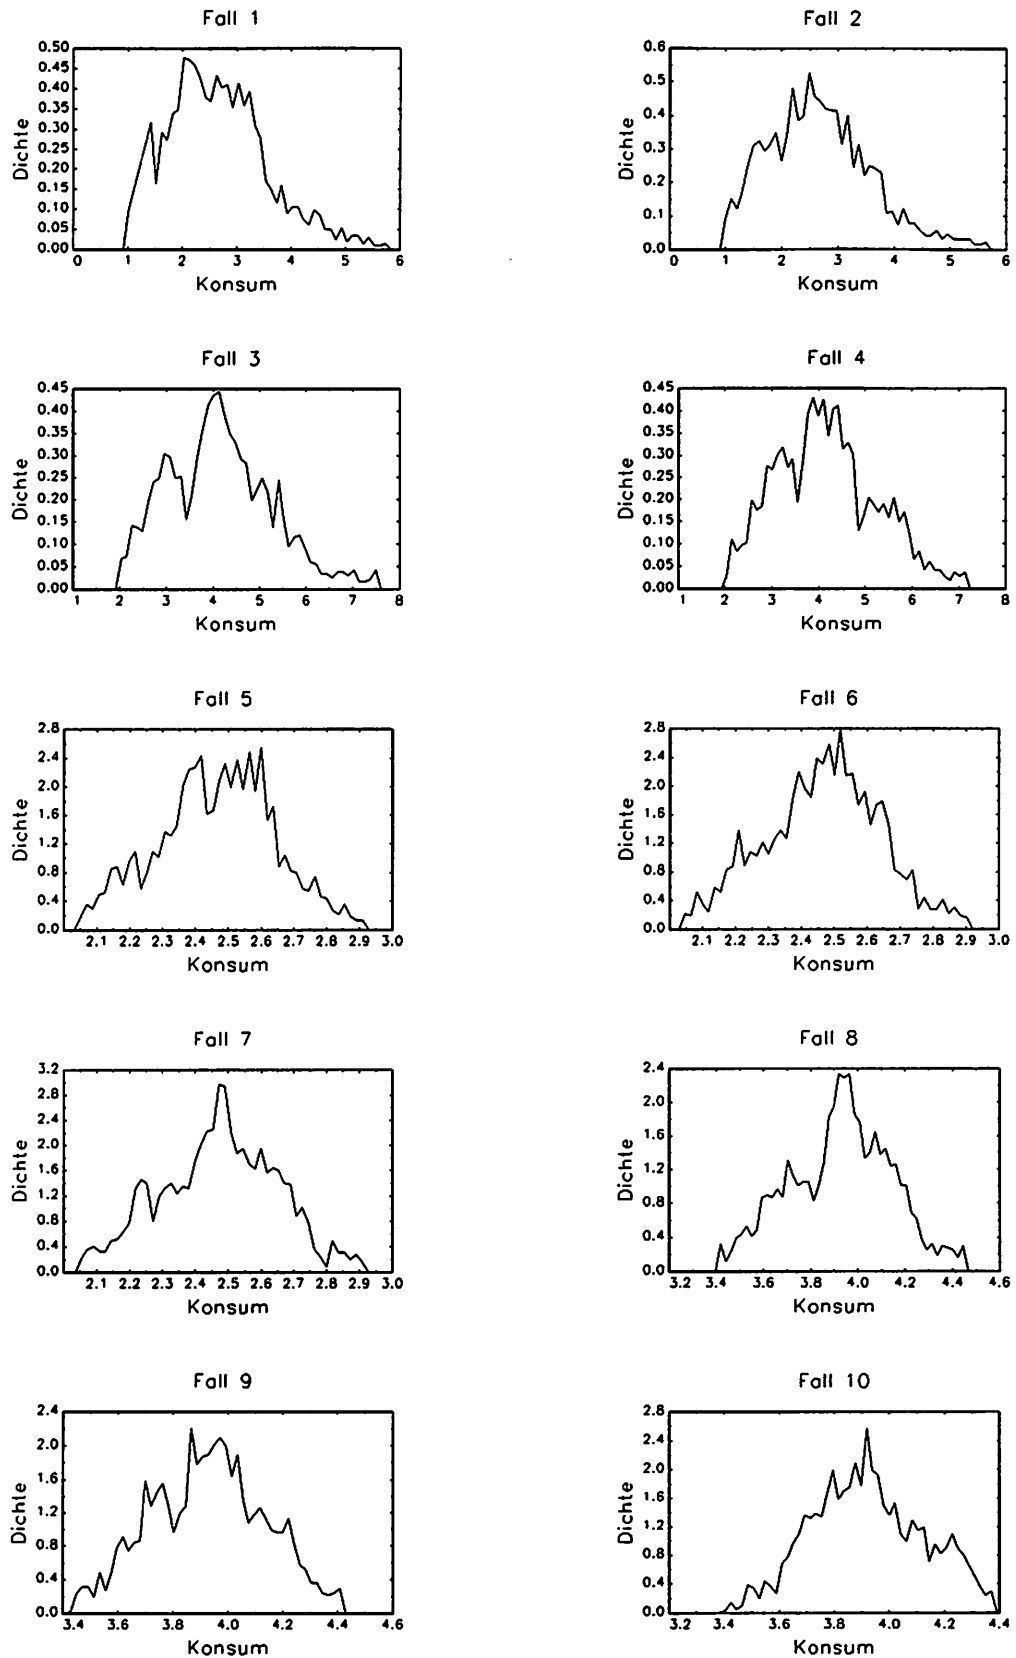 Fall 1
0.50
0.45
0.40
0.35
0.30
0.25
0.20
0.15
0.10
0.05
0.00
Dichte
0 1 2 3 4 5 6
Konsum
Fall 2
0.6
0.5
0.4
0.3
0.2
0.1
0.0
Dichte
0 1 2 3 4 5 6
Konsum
Fall 3
0.45
0.40
0.35
0.30
0.25
0.20
0.15
0.10
0.05
0.00
Dichte
1 2 3 4 5 6 7 8
Konsum
Fall 4
0.45
0.40
0.35
0.30
0.25
0.20
0.15
0.10
0.05
0.00
Dichte
1 2 3 4 5 6 7 8
Konsum
Fall 5
2.8
2.4
2.0
1.6
1.2
0.8
0.4
0.0
Dichte
2.1 2.2 2.3 2.4 2.5 2.6 2.7 2.8 2.9 3.0
Konsum
Fall 6
2.8
2.4
2.0
1.6
1.2
0.8
0.4
0.0
Dichte
2.1 2.2 2.3 2.4 2.5 2.6 2.7 2.8 2.9 3.0
Konsum
Fall 7
3.2
2.8
2.4
2.0
1.6
1.2
0.8
0.4
0.0
Dichte
2.1 2.2 2.3 2.4 2.5 2.6 2.7 2.8 2.9 3.0
Konsum
Fall 8
2.4
2.0
1.6
1.2
0.8
0.4
0.0
Dichte
3.2 3.4 3.6 3.8 4.0 4.2 4.4 4.6
Konsum
Fall 9
2.4
2.0
1.6
1.2
0.8
0.4
0.0
Dichte
3.4 3.6 3.8 4.0 4.2 4.4 4.6
Konsum
Fall 10
2.8
2.4
2.0
1.6
1.2
0.8
0.4
0.0
Dichte
3.2 3.4 3.6 3.8 4.0 4.2 4.4
Konsum